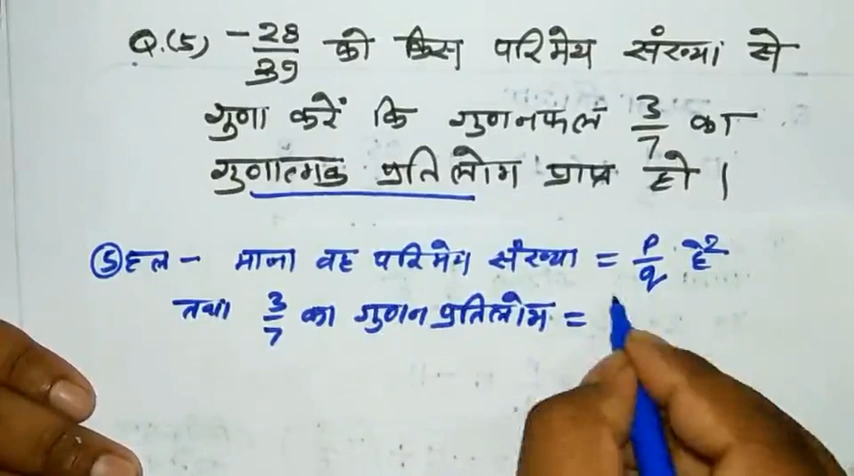 Q.(5) -28/39 को किस परिमेय संख्या से
गुणा करें कि गुणनफल 3/7 का
गुणात्मक प्रतिलोम प्राप्त हो।
⑤ हल - माना वह परिमेय संख्या = p/q है
तथा 3/7 का गुणन प्रतिलोम =